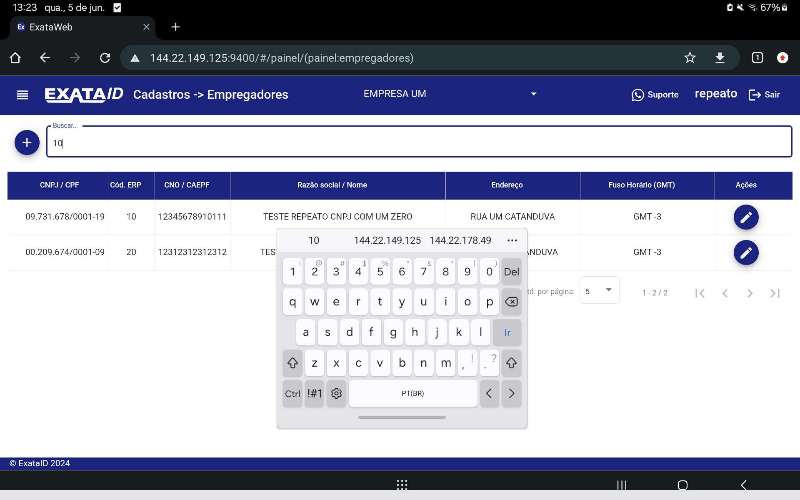 13:23 qua., 5 de jun. 67%
Ex ExataWeb
144.22.149.125:9400/#/painel/(painel:empregadores)
EXATAID Cadastros -> Empregadores EMPRESA UM Suporte repeato Sair
Buscar...
10
CNPJ / CPF Cód. ERP CNO / CAEPF Razão social / Nome Endereço Fuso Horário (GMT) Ações
09.731.678/0001-19 10 12345678910111 TESTE REPEATO CNPJ COM UM ZERO RUA UM CATANDUVA GMT -3
00.209.674/0001-09 20 12312312312312 TES NDUVA GMT -3
td. por página: 5 1 - 2 / 2
10 144.22.149.125 144.22.178.49 ...
1 2 3 4 5 6 7 8 9 0 Del
q w e r t y u i o p
a s d f g h j k l Ir
z x c v b n m , ! . ?
Ctrl !#1 PT(BR) < >
© ExataID 2024